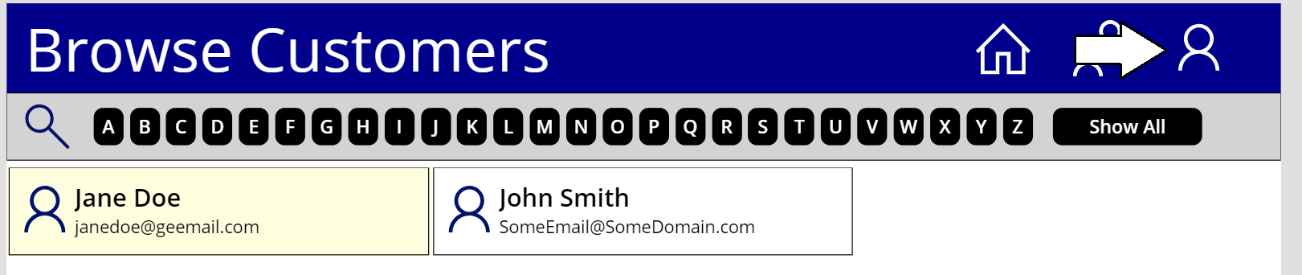 Browse Customers
A B C D E F G H I J K L M N O P Q R S T U V W X Y Z Show All
Jane Doe
janedoe@geemail.com
John Smith
SomeEmail@SomeDomain.com